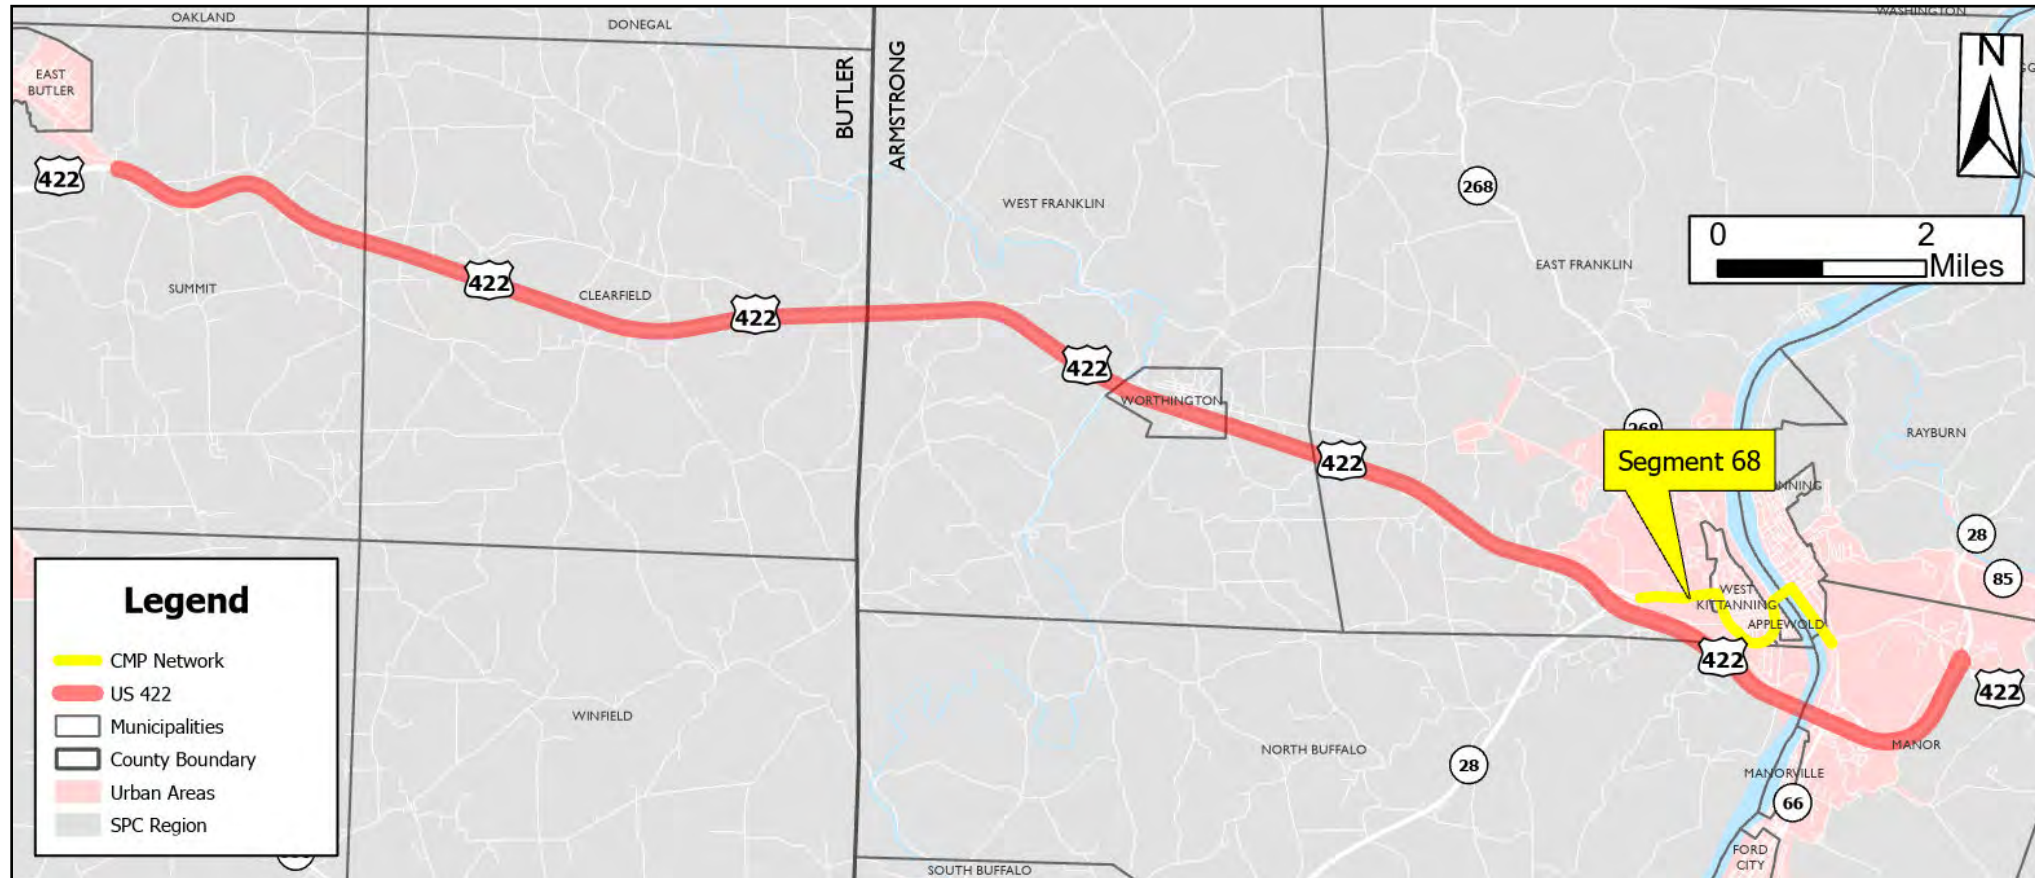 OAKLAND
DONEGAL
WASHINGTON
EAST
BUTLER
BUTLER
ARMSTRONG
N
422
WEST FRANKLIN
268
0 2
Miles
EAST FRANKLIN
SUMMIT
422
CLEARFIELD
422
422
WORTHINGTON
268
RAYBURN
422
Segment 68
NNING
28
85
WEST
KITTANNING
APPLEWOLD
422
422
WINFIELD
NORTH BUFFALO
28
MANOR
MANORVILLE
66
FORD
CITY
SOUTH BUFFALO
Legend
CMP Network
US 422
Municipalities
County Boundary
Urban Areas
SPC Region